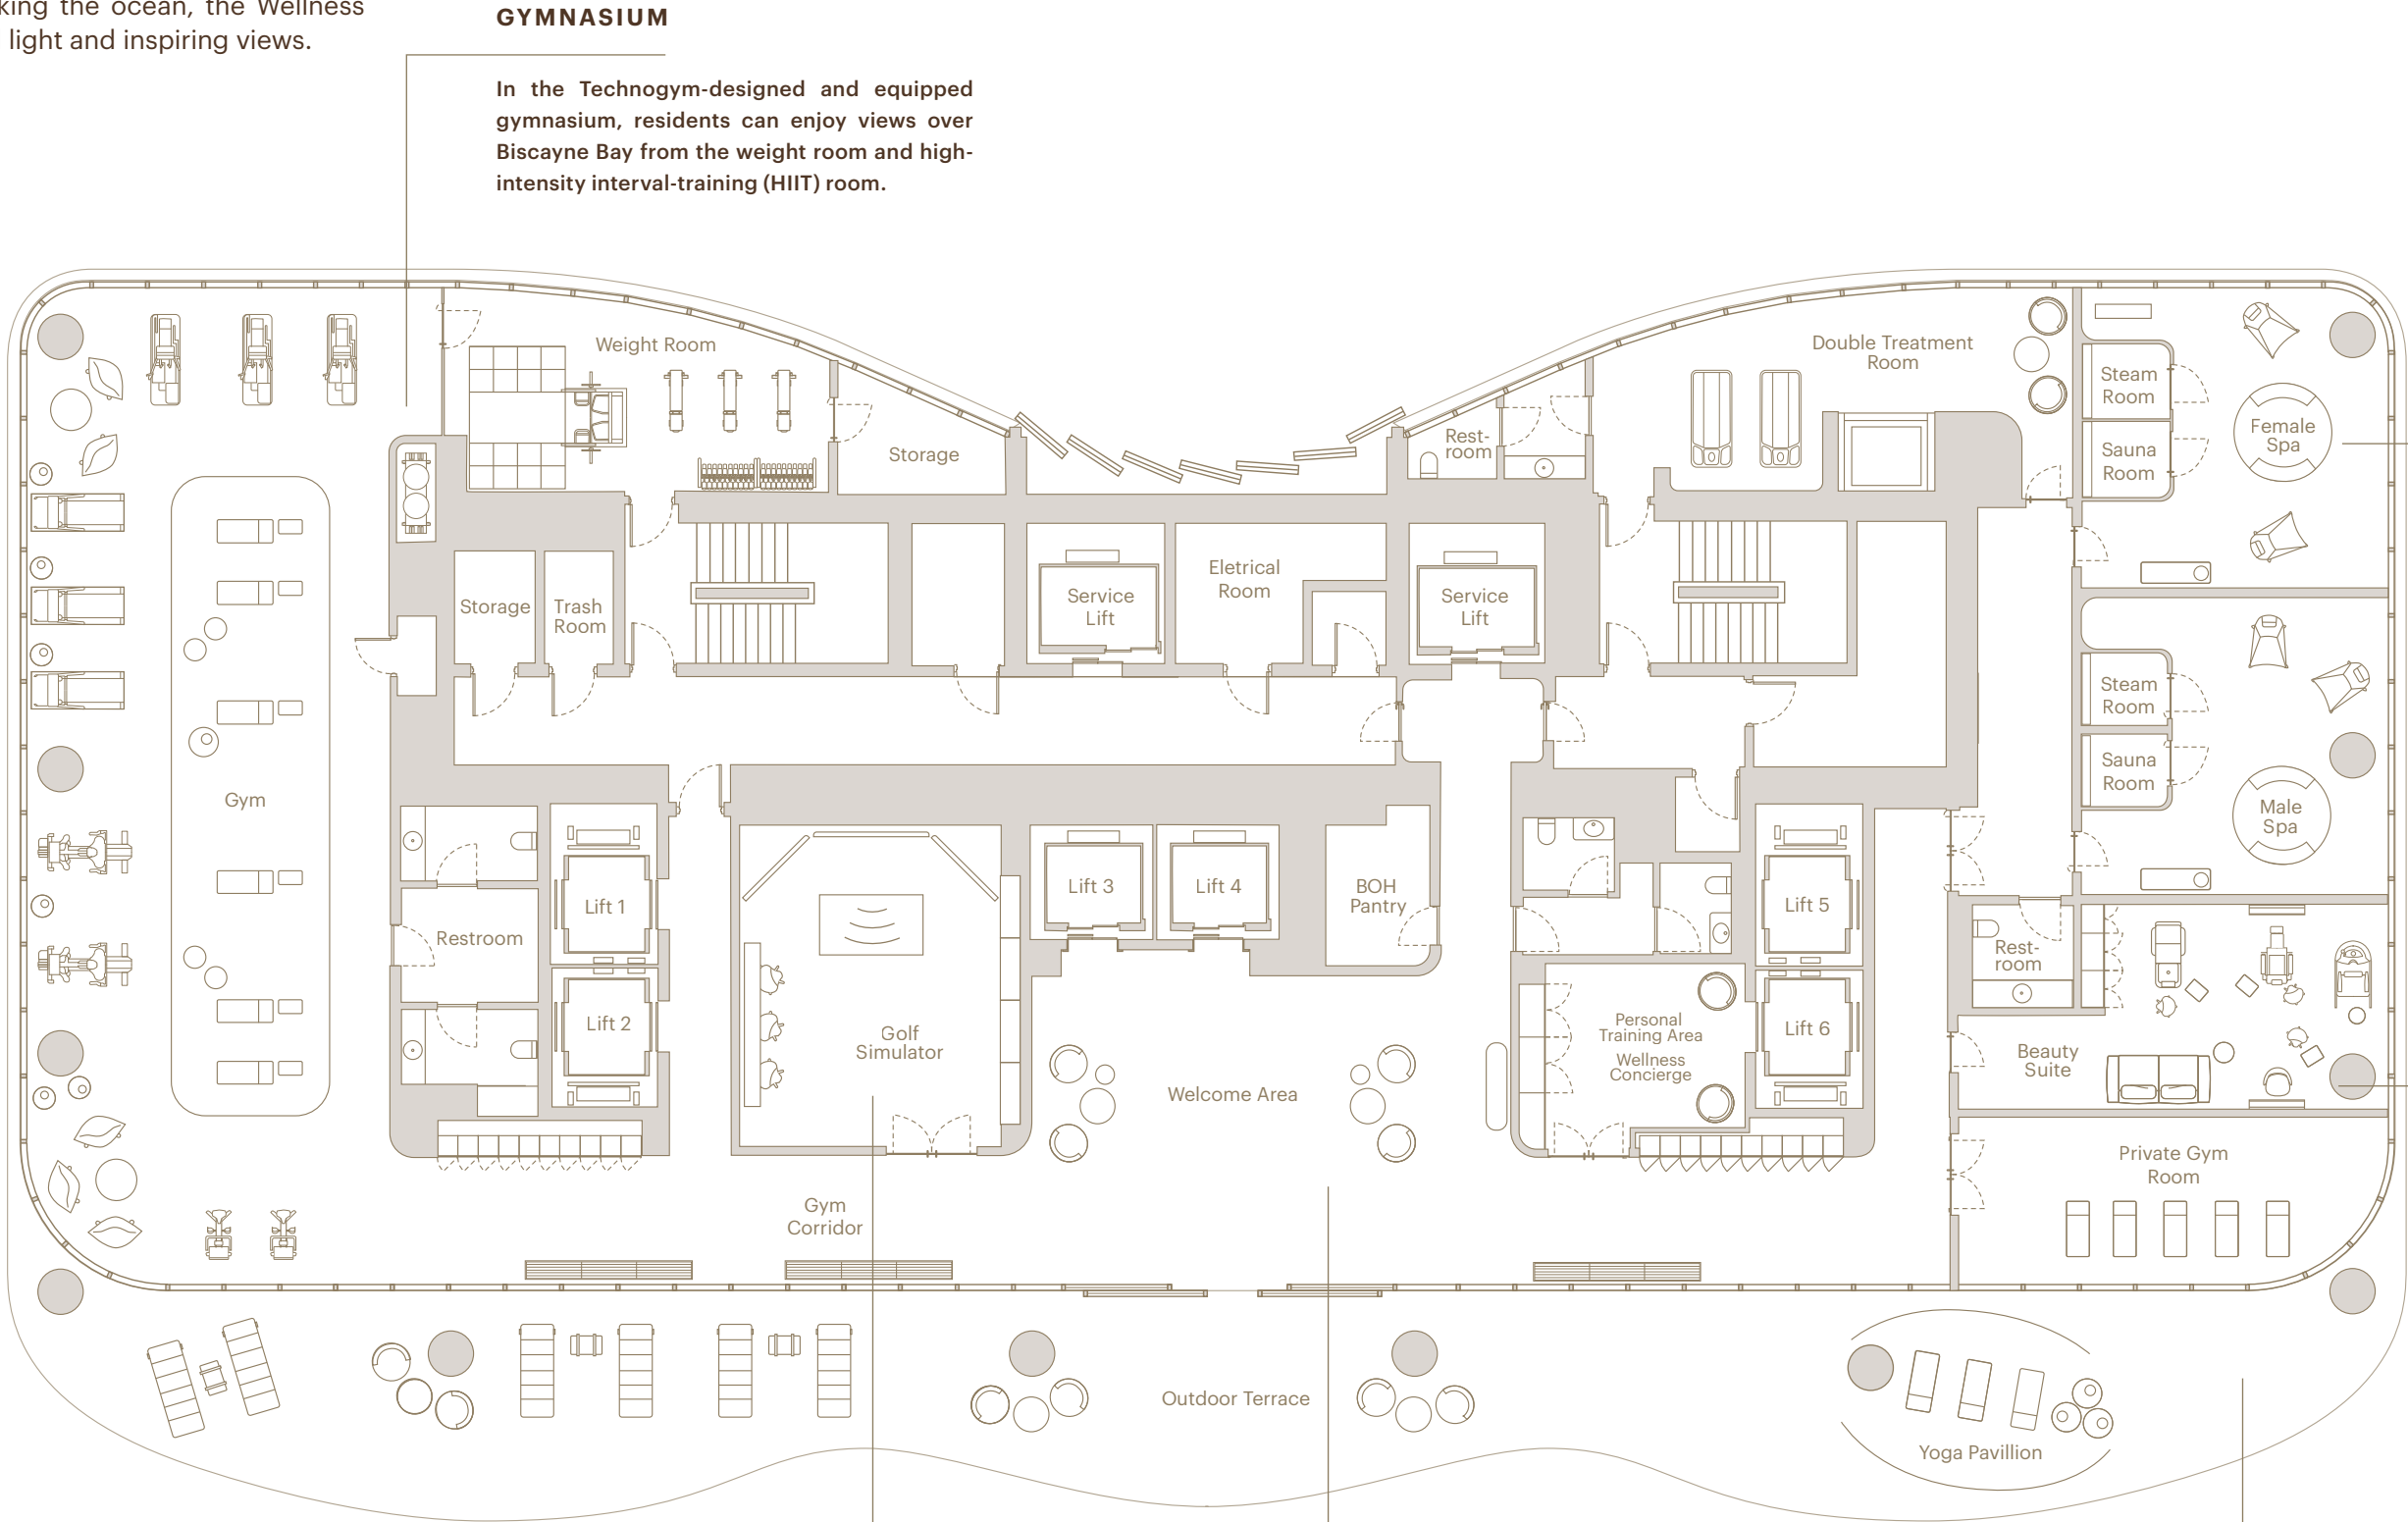 king the ocean, the Wellness
light and inspiring views.
GYMNASIUM
In the Technogym-designed and equipped
gymnasium, residents can enjoy views over
Biscayne Bay from the weight room and high-
intensity interval-training (HIIT) room.
Weight Room
Storage
Rest-
room
Double Treatment
Room
Steam
Room
Sauna
Room
Female
Spa
Storage
Trash
Room
Service
Lift
Eletrical
Room
Service
Lift
Steam
Room
Sauna
Room
Male
Spa
Gym
Lift 1
Lift 2
Restroom
Golf
Simulator
Lift 3
Lift 4
BOH
Pantry
Welcome Area
Personal
Training Area
Wellness
Concierge
Lift 5
Lift 6
Rest-
room
Beauty
Suite
Private Gym
Room
Gym
Corridor
Outdoor Terrace
Yoga Pavillion